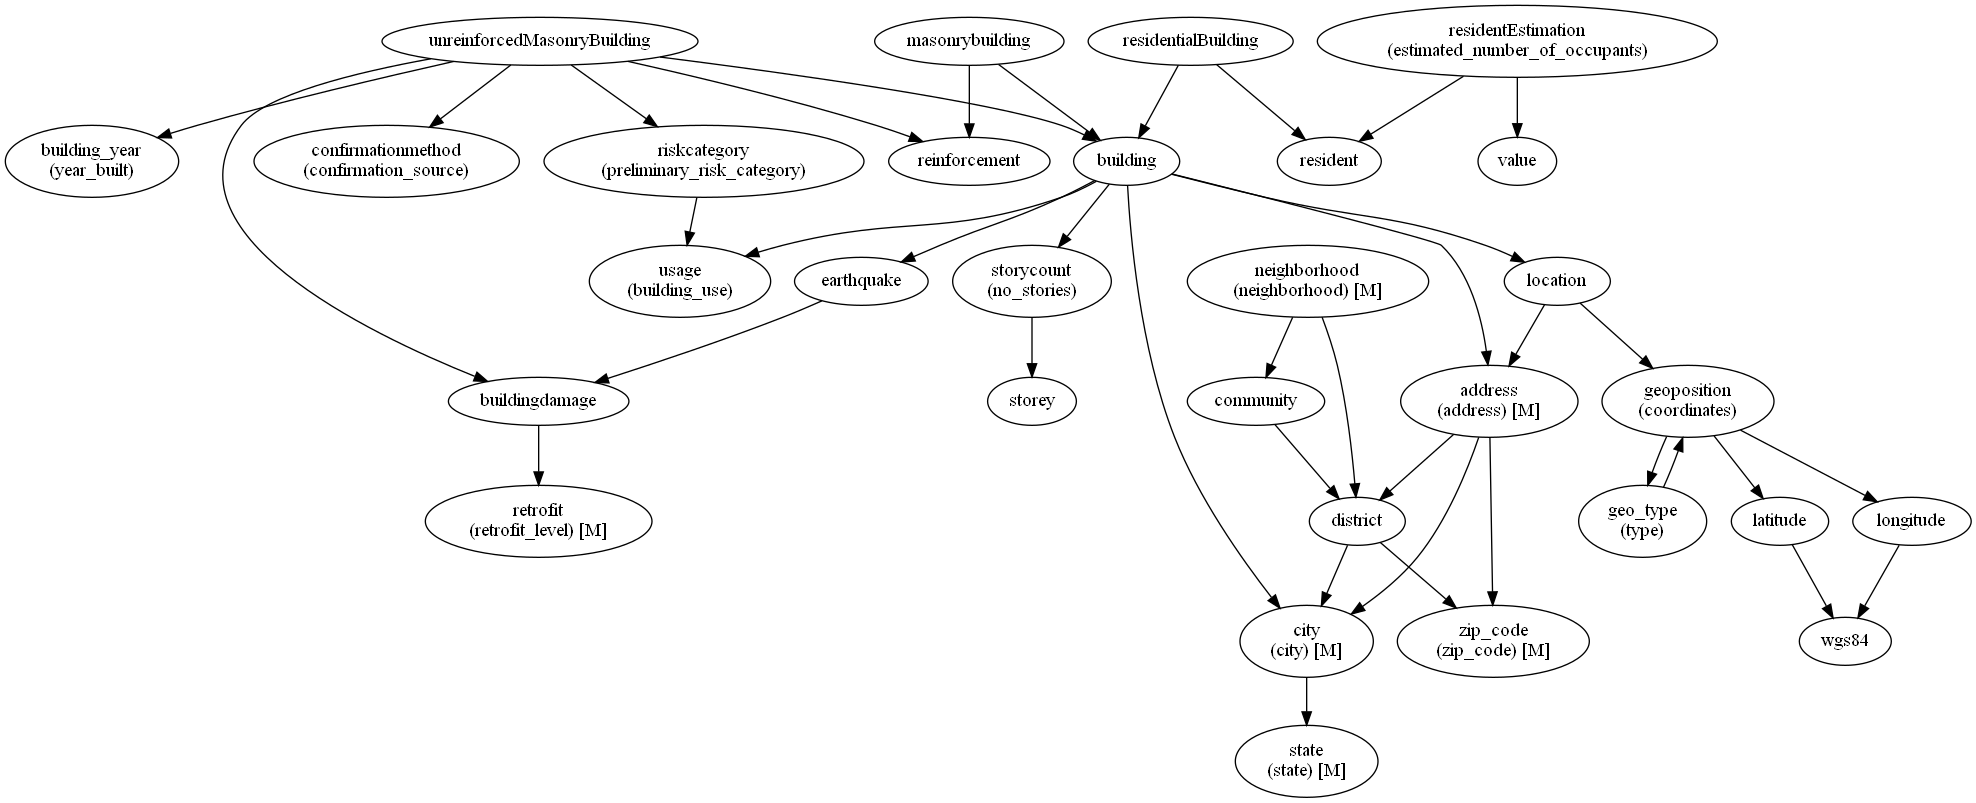 unreinforcedMasonryBuilding
masonrybuilding
residentialBuilding
residentEstimation
(estimated_number_of_occupants)
building_year
(year_built)
confirmationmethod
(confirmation_source)
riskcategory
(preliminary_risk_category)
reinforcement
building
resident
value
usage
(building_use)
earthquake
storycount
(no_stories)
neighborhood
(neighborhood) [M]
location
buildingdamage
storey
community
address
(address) [M]
geoposition
(coordinates)
retrofit
(retrofit_level) [M]
district
geo_type
(type)
latitude
longitude
city
(city) [M]
zip_code
(zip_code) [M]
wgs84
state
(state) [M]